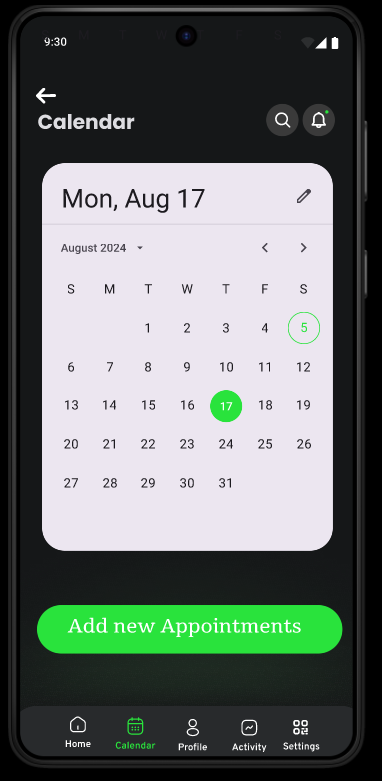 9:30
Calendar
Mon, Aug 17
August 2024
S M T W T F S
1 2 3 4 5
6 7 8 9 10 11 12
13 14 15 16 17 18 19
20 21 22 23 24 25 26
27 28 29 30 31
Add new Appointments
Home Calendar Profile Activity Settings